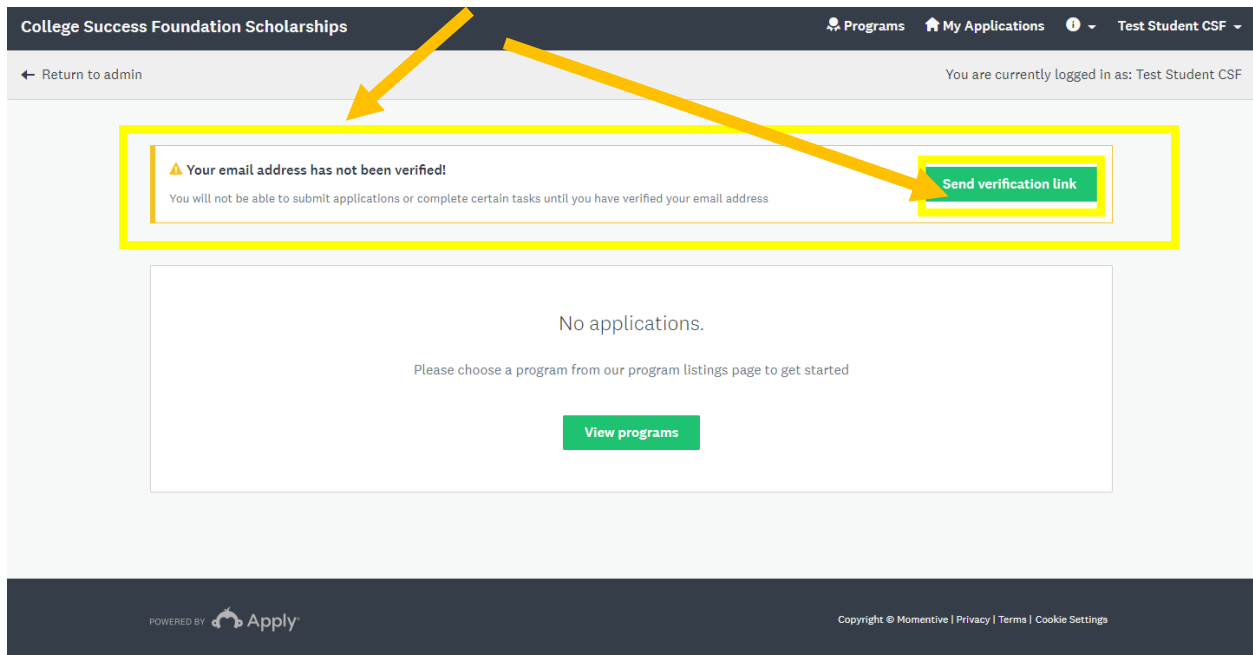 College Success Foundation Scholarships
Programs My Applications Test Student CSF
Return to admin
You are currently logged in as: Test Student CSF
Your email address has not been verified!
You will not be able to submit applications or complete certain tasks until you have verified your email address
Send verification link
No applications.
Please choose a program from our program listings page to get started
View programs
POWERED BY Apply
Copyright © Momentive | Privacy | Terms | Cookie Settings